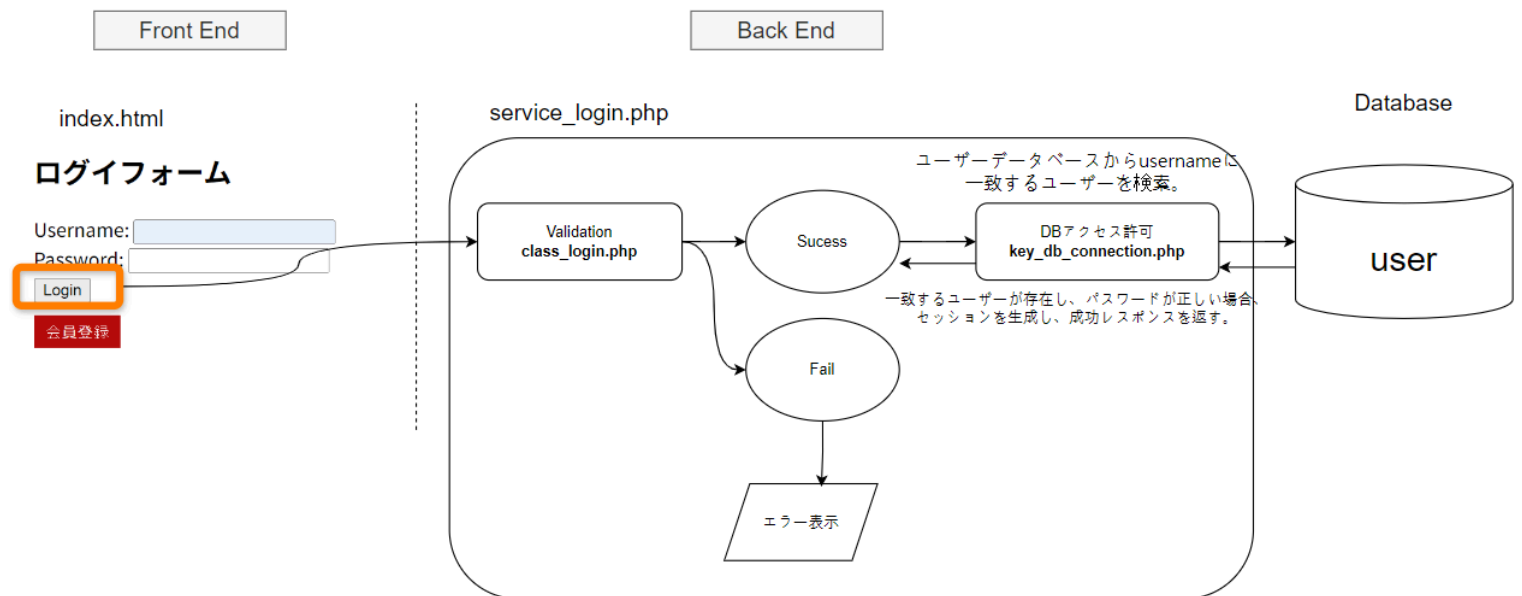 Front End
Back End
index.html
service_login.php
Database
ログイフォーム
ユーザーデータベースからusernameに
一致するユーザーを検索。
Username:
Password:
Login
会員登録
Validation
class_login.php
Sucess
DBアクセス許可
key_db_connection.php
user
一致するユーザーが存在し、パスワードが正しい場合、
セッションを生成し、成功レスポンスを返す。
Fail
エラー表示